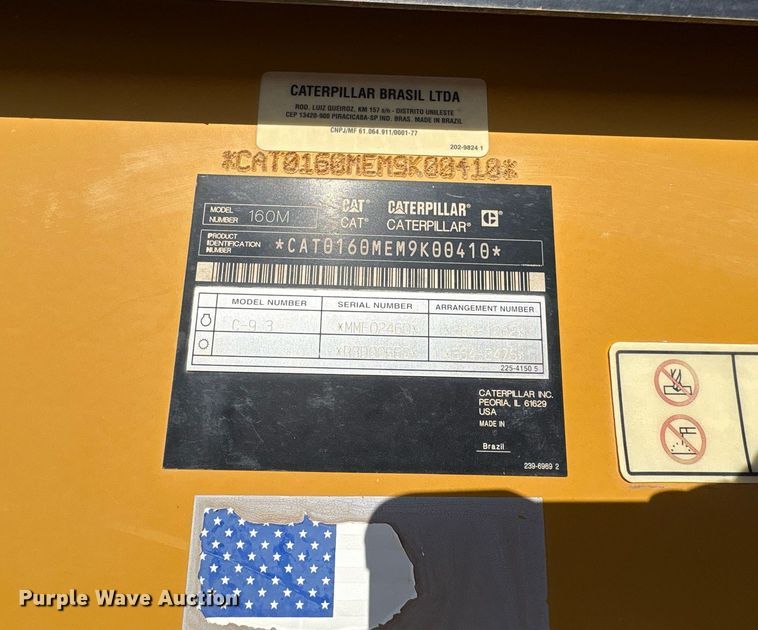 CATERPILLAR BRASIL LTDA
ROD. LUIZ QUEIROZ, KM 157 s/n - DISTRITO UNILESTE
CEP 13420-900 PIRACICABA-SP IND. BRAS. MADE IN BRAZIL
CNPJ/MF 61.064.911/0001-77
202-9824 1
*CAT0160MEM9K00410*
MODEL NUMBER 160M
CAT® CATERPILLAR®
CAT® CATERPILLAR® C
PRODUCT IDENTIFICATION NUMBER *CAT0160MEM9K00410*
MODEL NUMBER SERIAL NUMBER ARRANGEMENT NUMBER
C-9.3
225-4150 5
CATERPILLAR INC.
PEORIA, IL 61629
USA
MADE IN
Brazil
239-6969 2
Purple Wave Auction